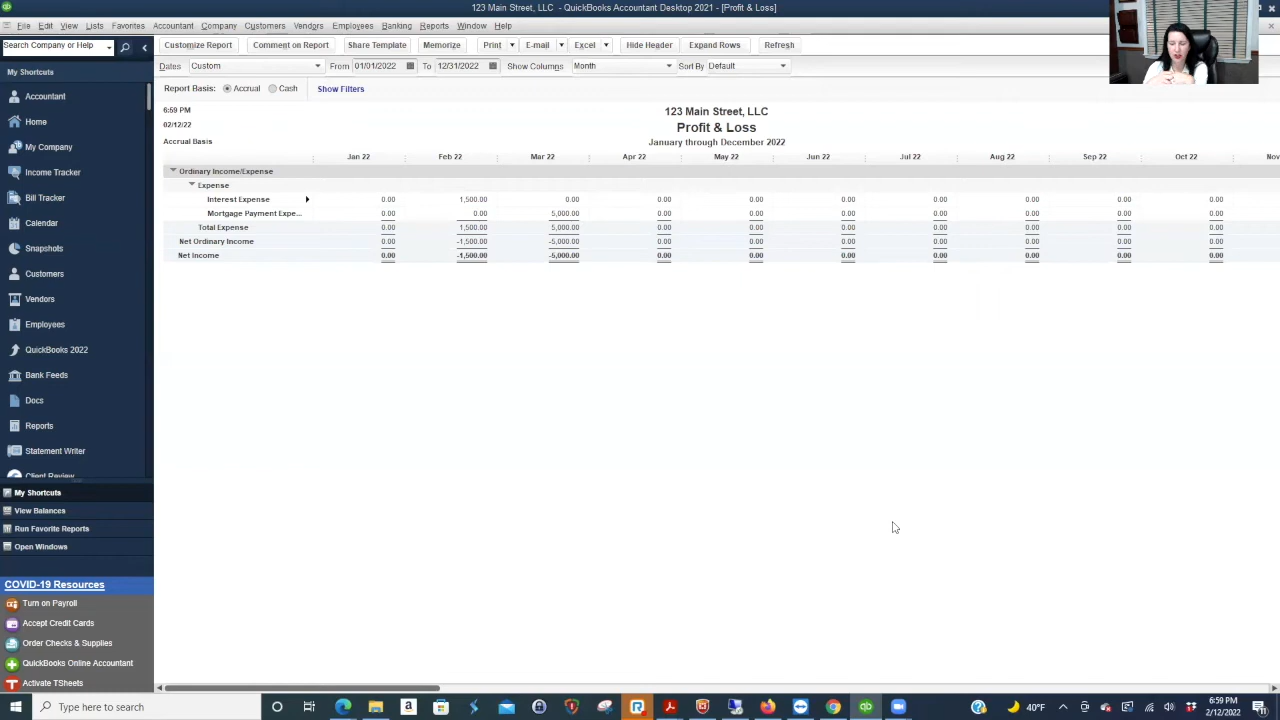 123 Main Street, LLC - QuickBooks Accountant Desktop 2021 - [Profit & Loss]
File Edit View Lists Favorites Accountant Company Customers Vendors Employees Banking Reports Window Help
Search Company or Help
Customize Report Comment on Report Share Template Memorize Print E-mail Excel Hide Header Expand Rows Refresh
Dates Custom From 01/01/2022 To 12/31/2022 Show Columns Month Sort By Default
Report Basis: Accrual Cash Show Filters
My Shortcuts
Accountant
Home
My Company
Income Tracker
Bill Tracker
Calendar
Snapshots
Customers
Vendors
Employees
QuickBooks 2022
Bank Feeds
Docs
Reports
Statement Writer
Client Review
My Shortcuts
View Balances
Run Favorite Reports
Open Windows
COVID-19 Resources
Turn on Payroll
Accept Credit Cards
Order Checks & Supplies
QuickBooks Online Accountant
Activate TSheets
6:59 PM
02/12/22
Accrual Basis
123 Main Street, LLC
Profit & Loss
January through December 2022
Jan 22 Feb 22 Mar 22 Apr 22 May 22 Jun 22 Jul 22 Aug 22 Sep 22 Oct 22 Nov
Ordinary Income/Expense
Expense
Interest Expense 0.00 1,500.00 0.00 0.00 0.00 0.00 0.00 0.00 0.00 0.00
Mortgage Payment Expe... 0.00 0.00 5,000.00 0.00 0.00 0.00 0.00 0.00 0.00 0.00
Total Expense 0.00 1,500.00 5,000.00 0.00 0.00 0.00 0.00 0.00 0.00 0.00
Net Ordinary Income 0.00 -1,500.00 -5,000.00 0.00 0.00 0.00 0.00 0.00 0.00 0.00
Net Income 0.00 -1,500.00 -5,000.00 0.00 0.00 0.00 0.00 0.00 0.00 0.00
Type here to search
40°F
6:59 PM
2/12/2022